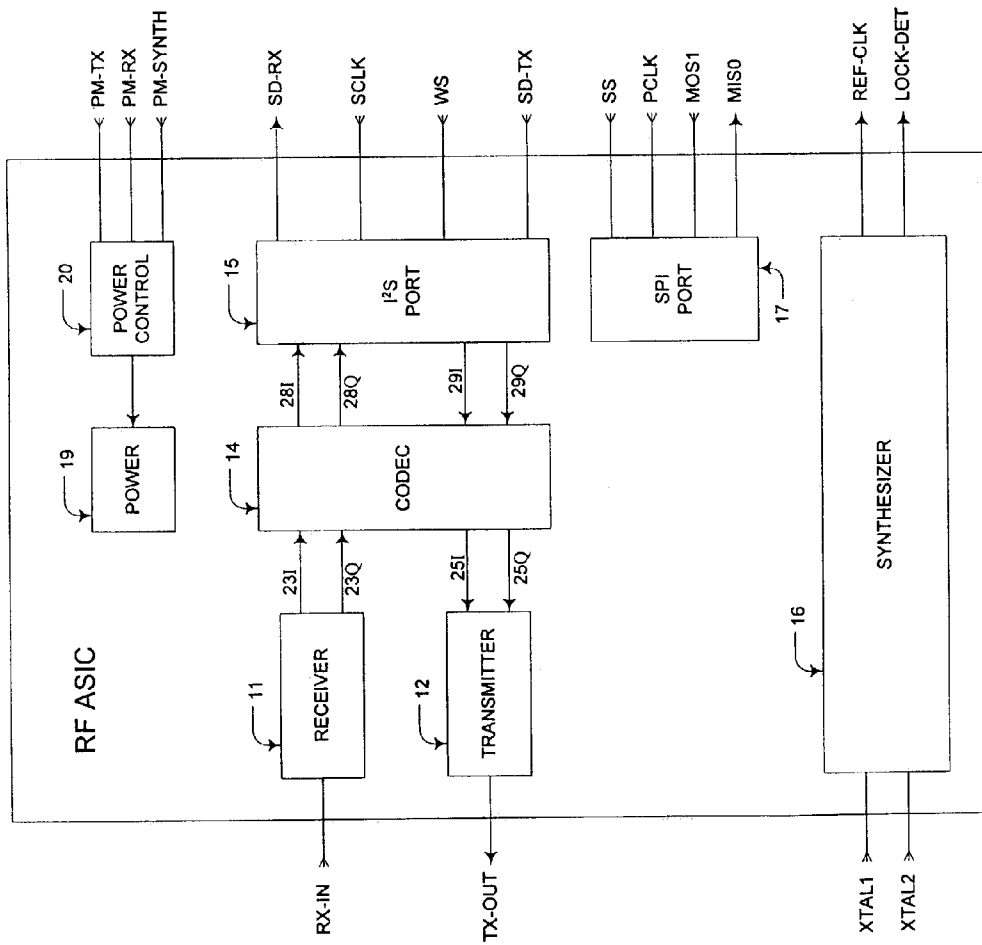 RF ASIC
PM-TX
PM-RX
PM-SYNTH
20
POWER
CONTROL
19
POWER
SD-RX
SCLK
WS
SD-TX
15
I²S
PORT
28I
28Q
29I
29Q
14
CODEC
23I
23Q
25I
25Q
11
RECEIVER
12
TRANSMITTER
RX-IN
TX-OUT
SS
PCLK
MOS1
MIS0
SPI
PORT
17
REF-CLK
LOCK-DET
16
SYNTHESIZER
XTAL1
XTAL2